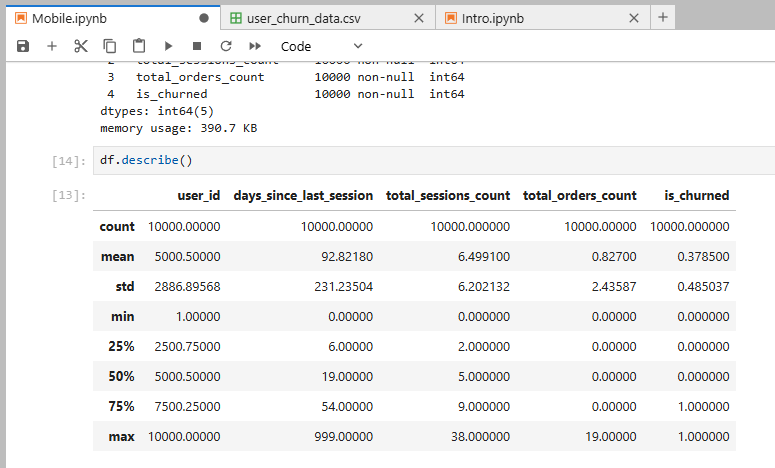 Mobile.ipynb
user_churn_data.csv
Intro.ipynb
Code
2 total_sessions_count 10000 non-null int64
3 total_orders_count 10000 non-null int64
4 is_churned 10000 non-null int64
dtypes: int64(5)
memory usage: 390.7 KB
[14]: df.describe()
[13]:
user_id days_since_last_session total_sessions_count total_orders_count is_churned
count 10000.00000 10000.00000 10000.000000 10000.00000 10000.000000
mean 5000.50000 92.82180 6.499100 0.82700 0.378500
std 2886.89568 231.23504 6.202132 2.43587 0.485037
min 1.00000 0.00000 0.000000 0.00000 0.000000
25% 2500.75000 6.00000 2.000000 0.00000 0.000000
50% 5000.50000 19.00000 5.000000 0.00000 0.000000
75% 7500.25000 54.00000 9.000000 0.00000 1.000000
max 10000.00000 999.00000 38.000000 19.00000 1.000000